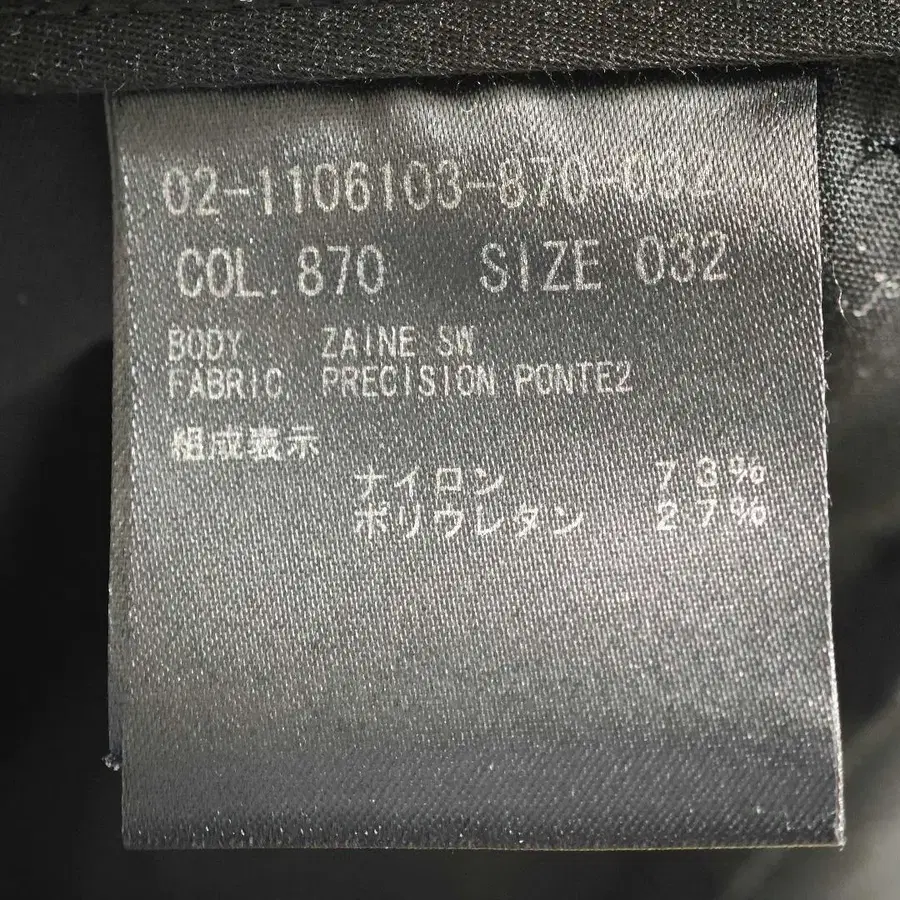 02-1106103-870-032
COL. 870 SIZE 032
BODY ZAINE SW
FABRIC PRECISION PONTE2
組成表示
ナイロン 73%
ポリウレタン 27%